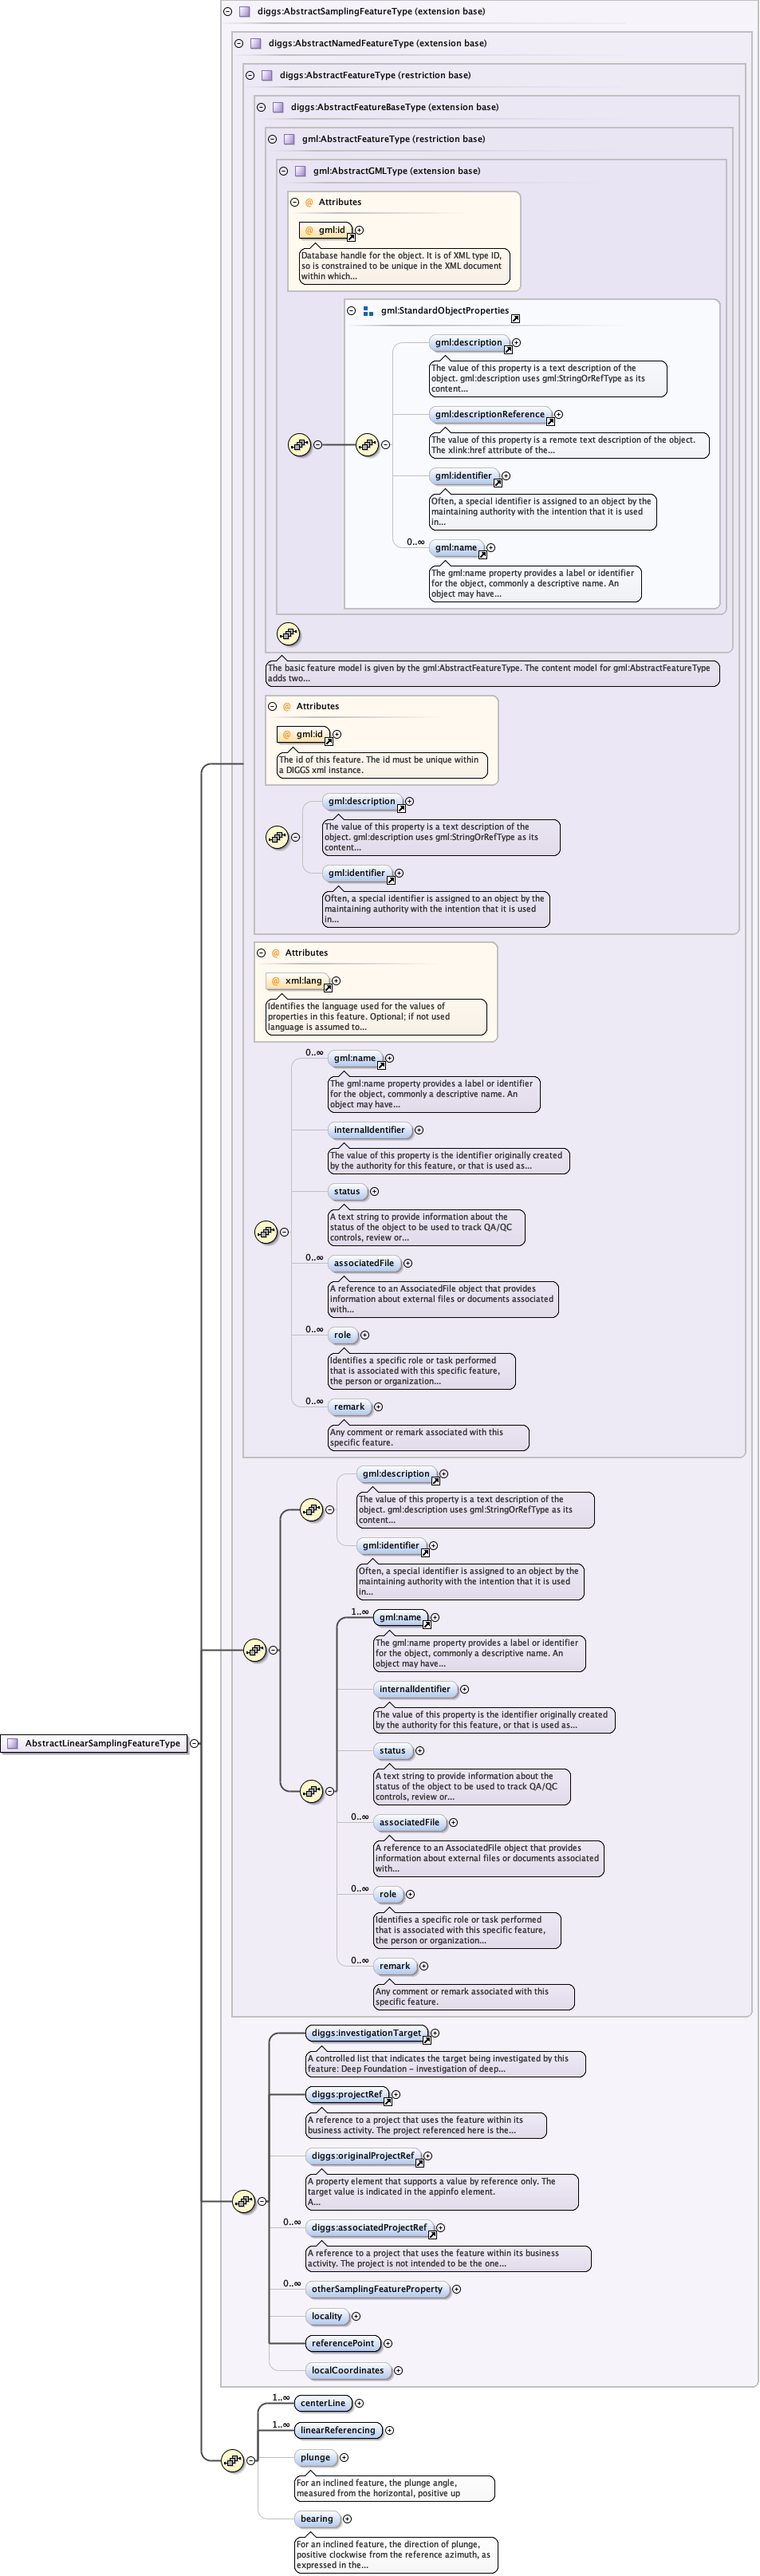 diggs:AbstractSamplingFeatureType (extension base)
diggs:AbstractNamedFeatureType (extension base)
diggs:AbstractFeatureType (restriction base)
diggs:AbstractFeatureBaseType (extension base)
gml:AbstractFeatureType (restriction base)
gml:AbstractGMLType (extension base)
@ Attributes
@ gml:id
Database handle for the object. It is of XML type ID,
so is constrained to be unique in the XML document
within which...
gml:StandardObjectProperties
gml:description
The value of this property is a text description of the
object. gml:description uses gml:StringOrRefType as its
content...
gml:descriptionReference
The value of this property is a remote text description of the object.
The xlink:href attribute of the...
gml:identifier
Often, a special identifier is assigned to an object by the
maintaining authority with the intention that it is used
in...
0..∞
gml:name
The gml:name property provides a label or identifier
for the object, commonly a descriptive name. An
object may have...
The basic feature model is given by the gml:AbstractFeatureType. The content model for gml:AbstractFeatureType
adds two...
@ Attributes
@ gml:id
The id of this feature. The id must be unique within
a DIGGS xml instance.
gml:description
The value of this property is a text description of the
object. gml:description uses gml:StringOrRefType as its
content...
gml:identifier
Often, a special identifier is assigned to an object by the
maintaining authority with the intention that it is used
in...
@ Attributes
@ xml:lang
Identifies the language used for the values of
properties in this feature. Optional; if not used
language is assumed to...
0..∞
gml:name
The gml:name property provides a label or identifier
for the object, commonly a descriptive name. An
object may have...
internalIdentifier
The value of this property is the identifier originally created
by the authority for this feature, or that is used as...
status
A text string to provide information about the
status of the object to be used to track QA/QC
controls, review or...
0..∞
associatedFile
A reference to an AssociatedFile object that provides
information about external files or documents associated
with...
0..∞
role
Identifies a specific role or task performed
that is associated with this specific feature,
the person or organization...
0..∞
remark
Any comment or remark associated with this
specific feature.
gml:description
The value of this property is a text description of the
object. gml:description uses gml:StringOrRefType as its
content...
gml:identifier
Often, a special identifier is assigned to an object by the
maintaining authority with the intention that it is used
in...
1..∞
gml:name
The gml:name property provides a label or identifier
for the object, commonly a descriptive name. An
object may have...
internalIdentifier
The value of this property is the identifier originally created
by the authority for this feature, or that is used as...
AbstractLinearSamplingFeatureType
status
A text string to provide information about the
status of the object to be used to track QA/QC
controls, review or...
0..∞
associatedFile
A reference to an AssociatedFile object that provides
information about external files or documents associated
with...
0..∞
role
Identifies a specific role or task performed
that is associated with this specific feature,
the person or organization...
0..∞
remark
Any comment or remark associated with this
specific feature.
diggs:investigationTarget
A controlled list that indicates the target being investigated by this
feature: Deep Foundation – investigation of deep...
diggs:projectRef
A reference to a project that uses the feature within its
business activity. The project referenced here is the...
diggs:originalProjectRef
A property element that supports a value by reference only. The
target value is indicated in the appinfo element.
A...
0..∞
diggs:associatedProjectRef
A reference to a project that uses the feature within its business
activity. The project is not intended to be the one...
0..∞
otherSamplingFeatureProperty
locality
referencePoint
localCoordinates
1..∞
centerLine
1..∞
linearReferencing
plunge
For an inclined feature, the plunge angle,
measured from the horizontal, positive up
bearing
For an inclined feature, the direction of plunge,
positive clockwise from the reference azimuth, as
expressed in the...